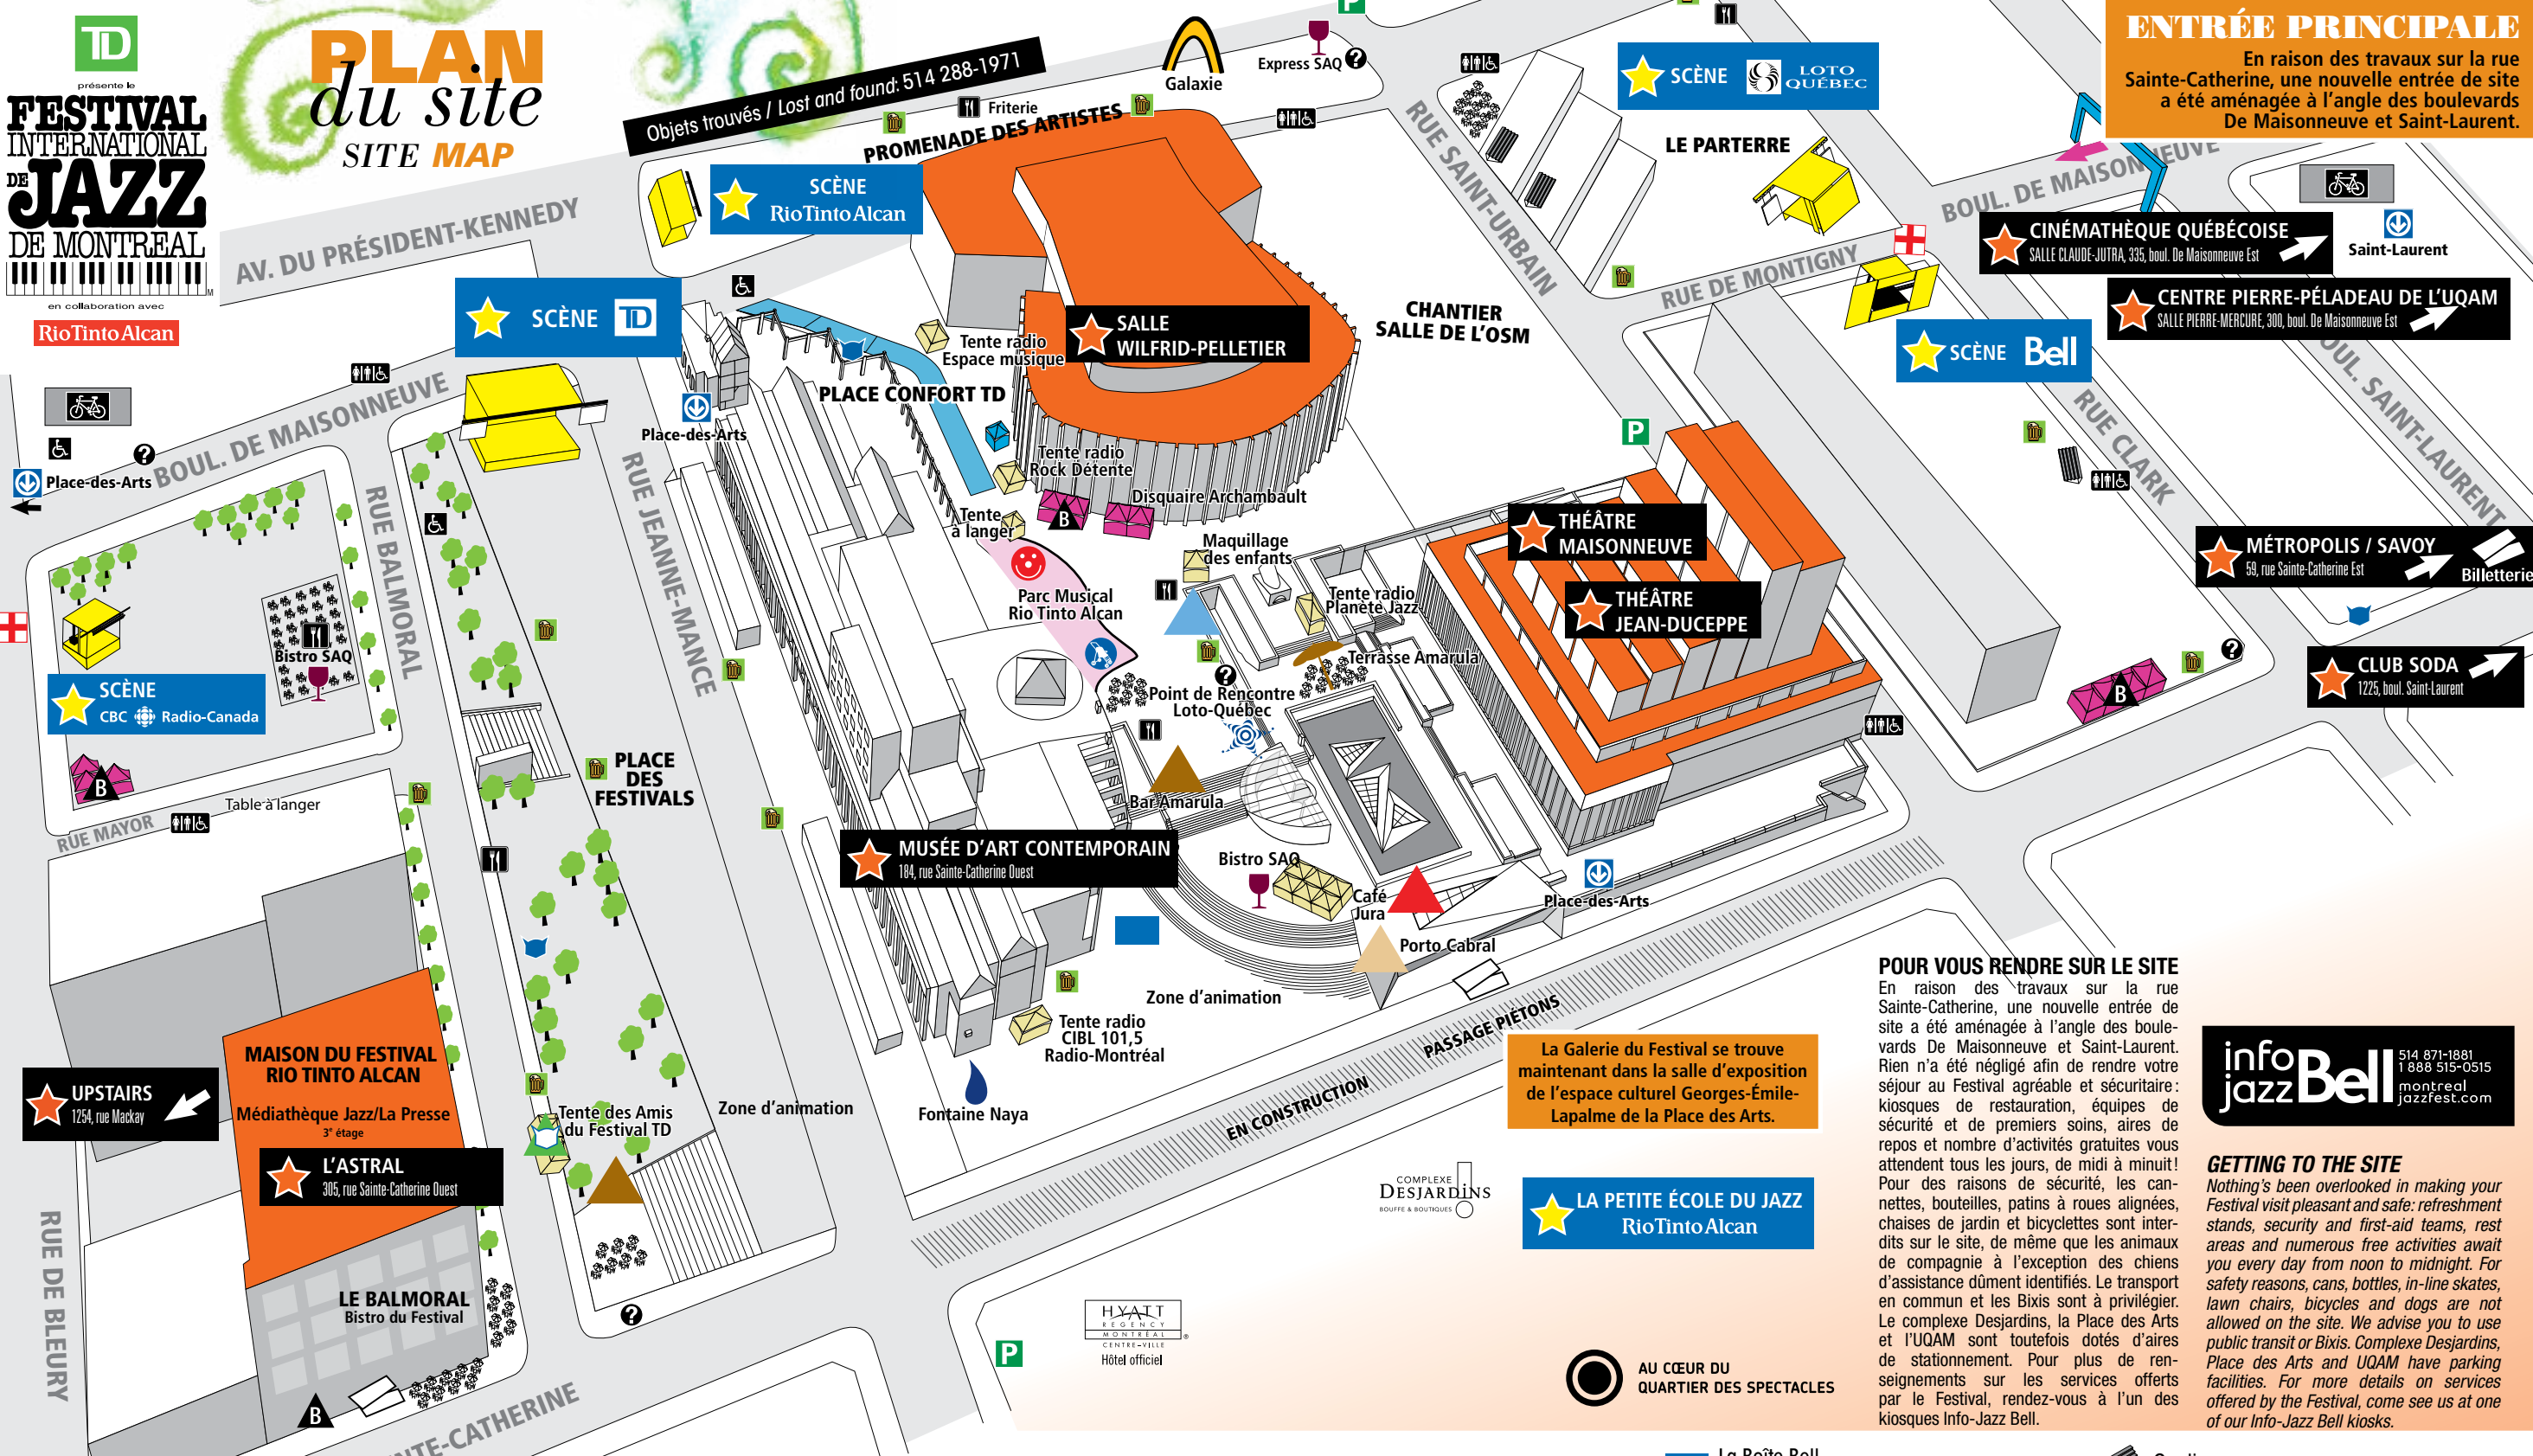 TD
présente le
FESTIVAL
INTERNATIONAL
DE JAZZ
DE MONTRÉAL
en collaboration avec
RioTintoAlcan
PLAN
du site
SITE MAP
Objets trouvés / Lost and found: 514 288-1971
Friterie
PROMENADE DES ARTISTES
Galaxie
Express SAQ
?
P
SCÈNE LOTO QUÉBEC
LE PARTERRE
ENTRÉE PRINCIPALE
En raison des travaux sur la rue
Sainte-Catherine, une nouvelle entrée de site
a été aménagée à l'angle des boulevards
De Maisonneuve et Saint-Laurent.
BOUL. DE MAISONNEUVE
Saint-Laurent
CINÉMATHÈQUE QUÉBÉCOISE
SALLE CLAUDE-JUTRA, 335, boul. De Maisonneuve Est
CENTRE PIERRE-PÉLADEAU DE L'UQAM
SALLE PIERRE-MERCURE, 300, boul. De Maisonneuve Est
SCÈNE
RioTintoAlcan
AV. DU PRÉSIDENT-KENNEDY
SCÈNE TD
RUE SAINT-URBAIN
RUE DE MONTIGNY
CHANTIER
SALLE DE L'OSM
SALLE
WILFRID-PELLETIER
Tente radio
Espace musique
PLACE CONFORT TD
SCÈNE Bell
RUE CLARK
BOUL. SAINT-LAURENT
Place-des-Arts
BOUL. DE MAISONNEUVE
?
Place-des-Arts
RUE BALMORAL
RUE JEANNE-MANCE
Tente radio
Rock Détente
Disquaire Archambault
B
Tente
à langer
Maquillage
des enfants
P
THÉÂTRE
MAISONNEUVE
THÉÂTRE
JEAN-DUCEPPE
MÉTROPOLIS / SAVOY
59, rue Sainte-Catherine Est
Billetterie
CLUB SODA
1225, boul. Saint-Laurent
?
B
Parc Musical
Rio Tinto Alcan
Tente radio
Planète Jazz
Terrasse Amarula
?
Point de Rencontre
Loto-Québec
Bar Amarula
Bistro SAQ
SCÈNE
CBC Radio-Canada
B
Table à langer
RUE MAYOR
PLACE
DES
FESTIVALS
MUSÉE D'ART CONTEMPORAIN
184, rue Sainte-Catherine Ouest
Bistro SAQ
Café
Jura
Porto Cabral
Place-des-Arts
Zone d'animation
Tente radio
CIBL 101,5
Radio-Montréal
Fontaine Naya
Zone d'animation
EN CONSTRUCTION
PASSAGE PIÉTONS
MAISON DU FESTIVAL
RIO TINTO ALCAN
Médiathèque Jazz/La Presse
3e étage
UPSTAIRS
1254, rue Mackay
L'ASTRAL
305, rue Sainte-Catherine Ouest
Tente des Amis
du Festival TD
LE BALMORAL
Bistro du Festival
RUE DE BLEURY
B
?
NTE-CATHERINE
P
HYATT
REGENCY
MONTRÉAL
CENTRE-VILLE
Hôtel officiel
COMPLEXE
DESJARDINS
BOUFFE & BOUTIQUES
La Galerie du Festival se trouve
maintenant dans la salle d'exposition
de l'espace culturel Georges-Émile-
Lapalme de la Place des Arts.
LA PETITE ÉCOLE DU JAZZ
RioTintoAlcan
AU CŒUR DU
QUARTIER DES SPECTACLES
La Boîte Bell
POUR VOUS RENDRE SUR LE SITE
En raison des travaux sur la rue
Sainte-Catherine, une nouvelle entrée de
site a été aménagée à l'angle des boule-
vards De Maisonneuve et Saint-Laurent.
Rien n'a été négligé afin de rendre votre
séjour au Festival agréable et sécuritaire :
kiosques de restauration, équipes de
sécurité et de premiers soins, aires de
repos et nombre d'activités gratuites vous
attendent tous les jours, de midi à minuit!
Pour des raisons de sécurité, les can-
nettes, bouteilles, patins à roues alignées,
chaises de jardin et bicyclettes sont inter-
dits sur le site, de même que les animaux
de compagnie à l'exception des chiens
d'assistance dûment identifiés. Le transport
en commun et les Bixis sont à privilégier.
Le complexe Desjardins, la Place des Arts
et l'UQAM sont toutefois dotés d'aires
de stationnement. Pour plus de ren-
seignements sur les services offerts
par le Festival, rendez-vous à l'un des
kiosques Info-Jazz Bell.
info
jazz Bell
514 871-1881
1 888 515-0515
montreal
jazzfest.com
GETTING TO THE SITE
Nothing's been overlooked in making your
Festival visit pleasant and safe: refreshment
stands, security and first-aid teams, rest
areas and numerous free activities await
you every day from noon to midnight. For
safety reasons, cans, bottles, in-line skates,
lawn chairs, bicycles and dogs are not
allowed on the site. We advise you to use
public transit or Bixis. Complexe Desjardins,
Place des Arts and UQAM have parking
facilities. For more details on services
offered by the Festival, come see us at one
of our Info-Jazz Bell kiosks.